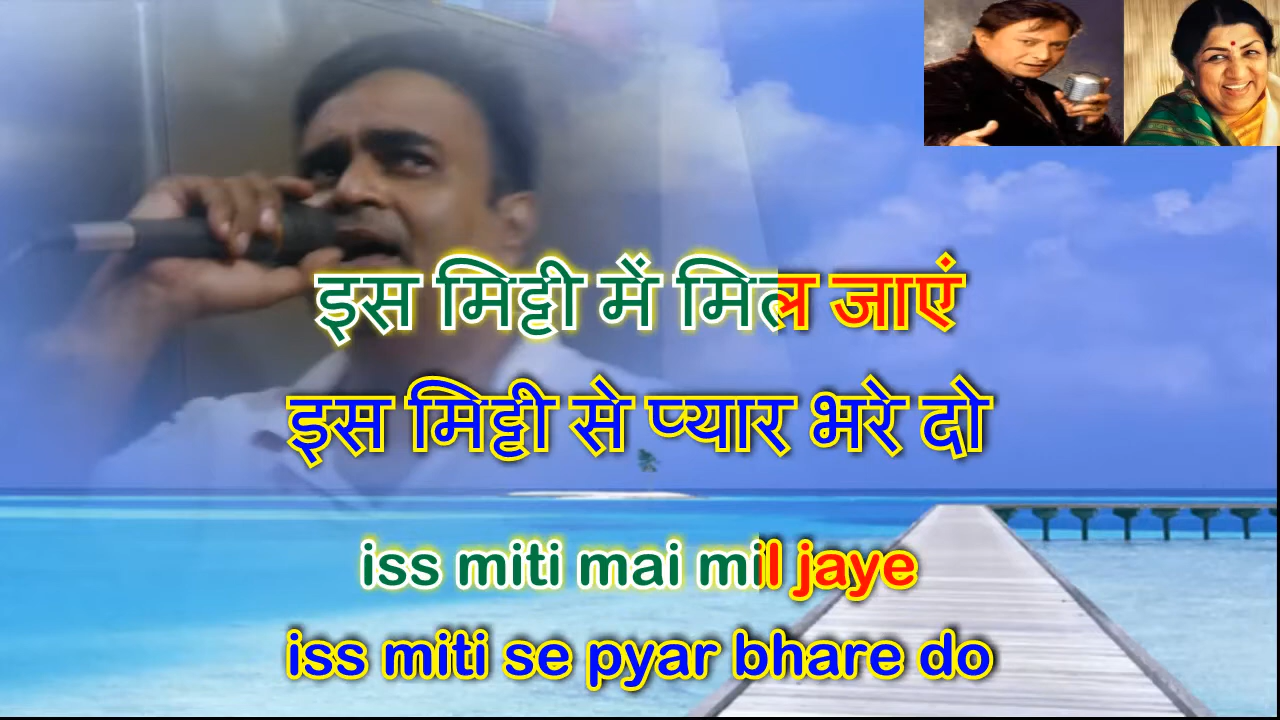 इस मिट्टी में मिल जाएं
इस मिट्टी से प्यार भरे दो
iss miti mai mil jaye
iss miti se pyar bhare do